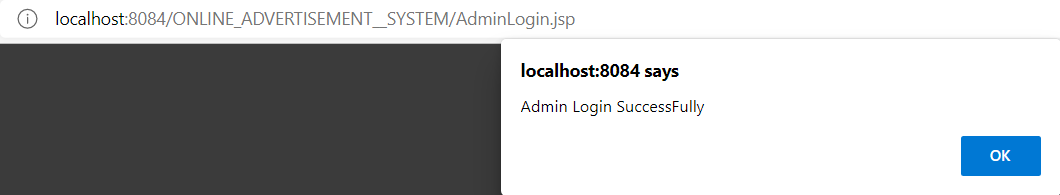 localhost:8084/ONLINE_ADVERTISEMENT__SYSTEM/AdminLogin.jsp
localhost:8084 says
Admin Login SuccessFully
OK